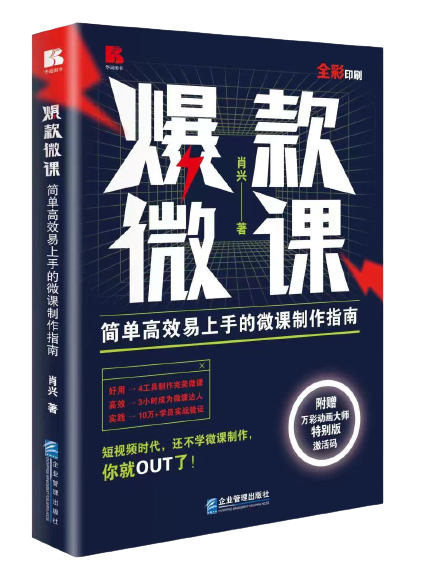 华冠图书
全彩印刷
爆款
微课
肖兴 著
简单高效易上手的微课制作指南
好用→4工具制作完美微课
高效→3小时成为微课达人
实践→10万+学员实战验证
短视频时代，还不学微课制作，
你就OUT了！
附赠
万彩动画大师
特别版
激活码
企业管理出版社
爆款微课
简单高效易上手的微课制作指南
肖兴 著
企业管理出版社